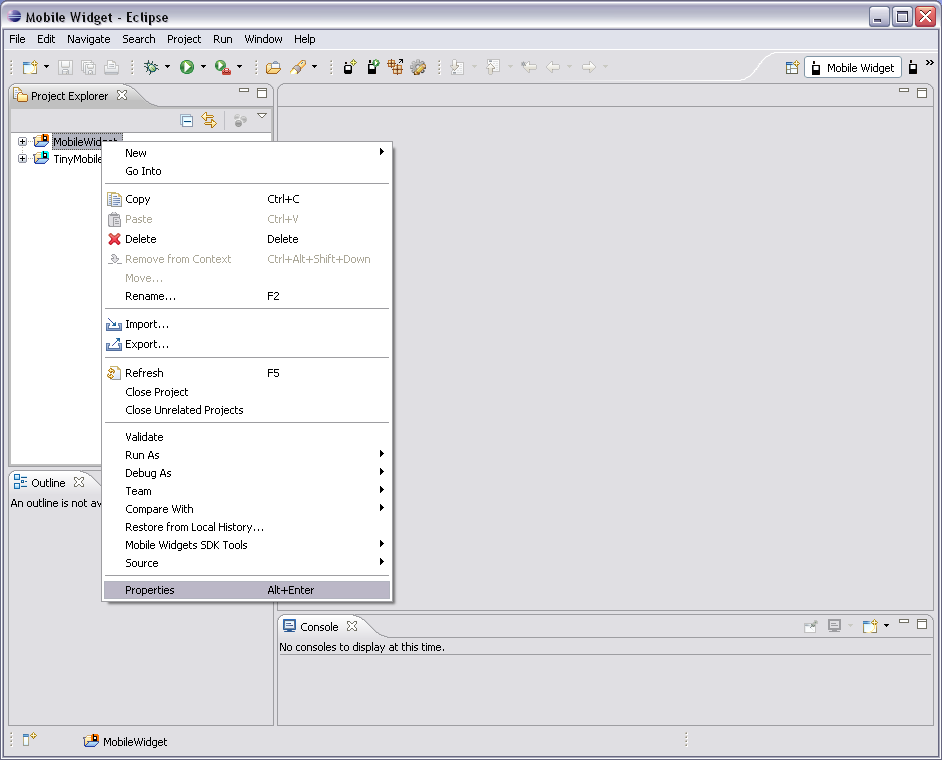 Mobile Widget - Eclipse
File Edit Navigate Search Project Run Window Help
Mobile Widget »
Project Explorer
MobileWidget
TinyMobile
New
Go Into
Copy Ctrl+C
Paste Ctrl+V
Delete Delete
Remove from Context Ctrl+Alt+Shift+Down
Move...
Rename... F2
Import...
Export...
Refresh F5
Close Project
Close Unrelated Projects
Validate
Run As
Debug As
Team
Compare With
Restore from Local History...
Mobile Widgets SDK Tools
Source
Properties Alt+Enter
Outline
An outline is not av
Console
No consoles to display at this time.
MobileWidget